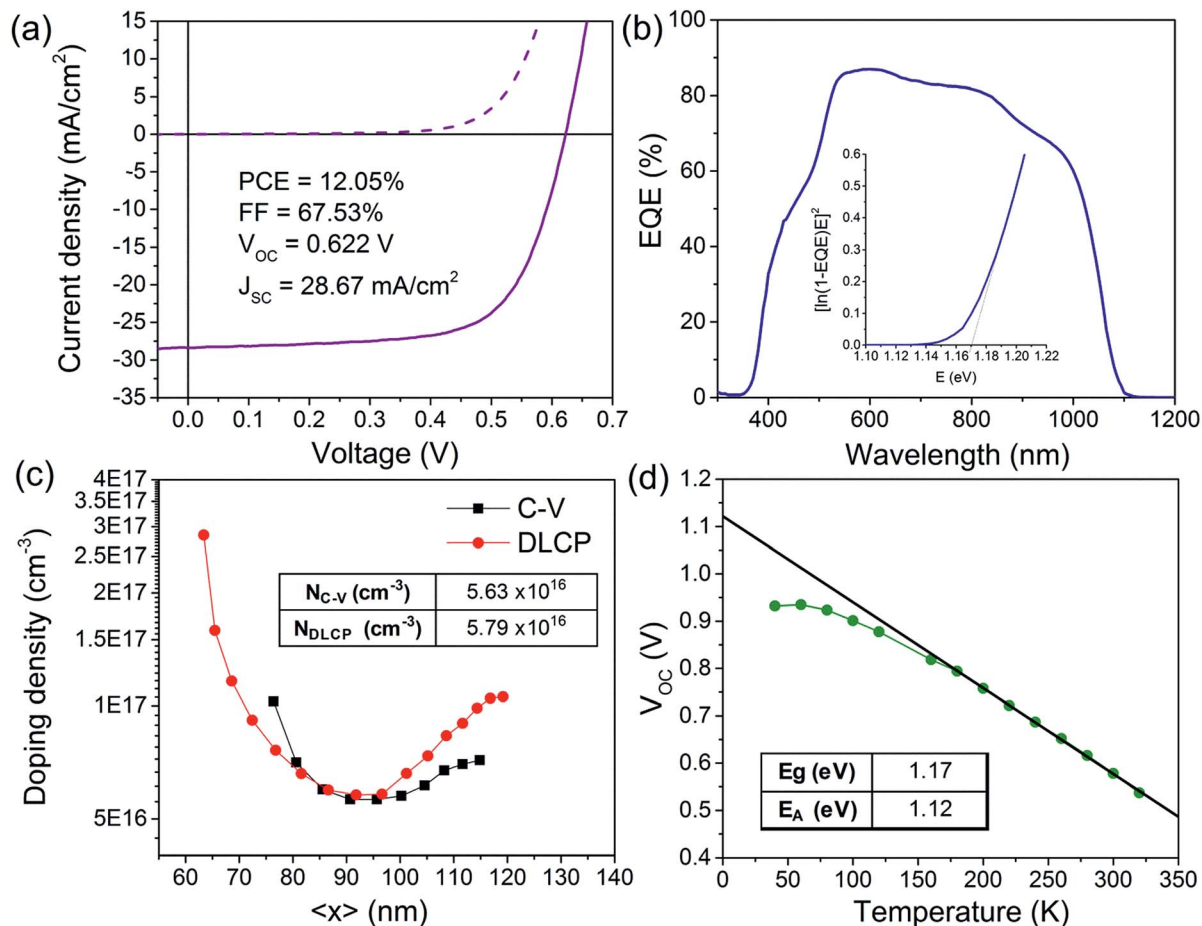 (a)
15
10
5
0
-5
-10
-15
-20
-25
-30
-35
Current density (mA/cm²)
PCE = 12.05%
FF = 67.53%
V_OC = 0.622 V
J_SC = 28.67 mA/cm²
0.0 0.1 0.2 0.3 0.4 0.5 0.6 0.7
Voltage (V)
(b)
100
80
60
40
20
0
EQE (%)
0.6
0.5
0.4
0.3
0.2
0.1
0.0
[ln(1-EQE)E]²
1.10 1.12 1.14 1.16 1.18 1.20 1.22
E (eV)
400 600 800 1000 1200
Wavelength (nm)
(c)
4E17
3.5E17
3E17
2.5E17
2E17
1.5E17
1E17
5E16
Doping density (cm⁻³)
C-V
DLCP
N_C-V (cm⁻³) 5.63 x10¹⁶
N_DLCP (cm⁻³) 5.79 x10¹⁶
60 70 80 90 100 110 120 130 140
<x> (nm)
(d)
1.2
1.1
1.0
0.9
0.8
0.7
0.6
0.5
0.4
V_OC (V)
Eg (eV) 1.17
E_A (eV) 1.12
0 50 100 150 200 250 300 350
Temperature (K)